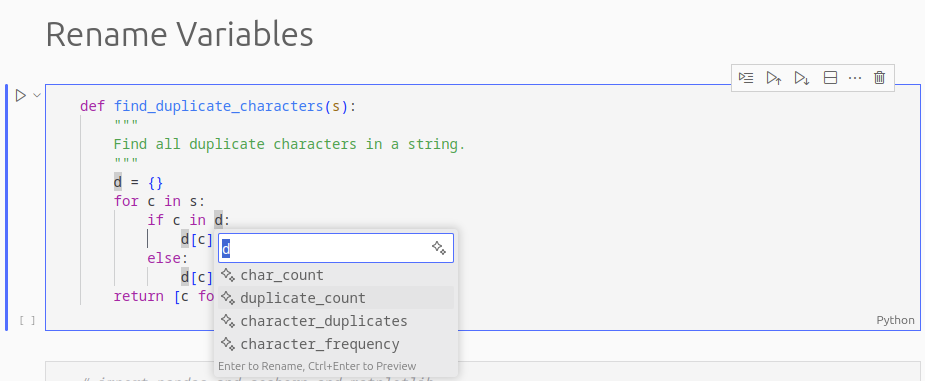 Rename Variables
def find_duplicate_characters(s):
"""
Find all duplicate characters in a string.
"""
d = {}
for c in s:
if c in d:
d[c]
d
else:
char_count
d[c]
duplicate_count
return [c fo
character_duplicates
character_frequency
Enter to Rename, Ctrl+Enter to Preview
[ ]
Python